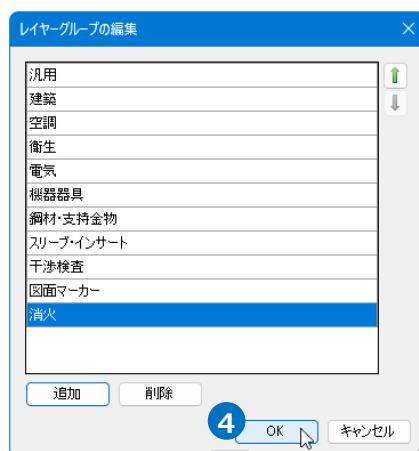 レイヤーグループの編集
汎用
建築
空調
衛生
電気
機器器具
鋼材・支持金物
スリーブ・インサート
干渉検査
図面マーカー
消火
追加 削除
4 OK キャンセル